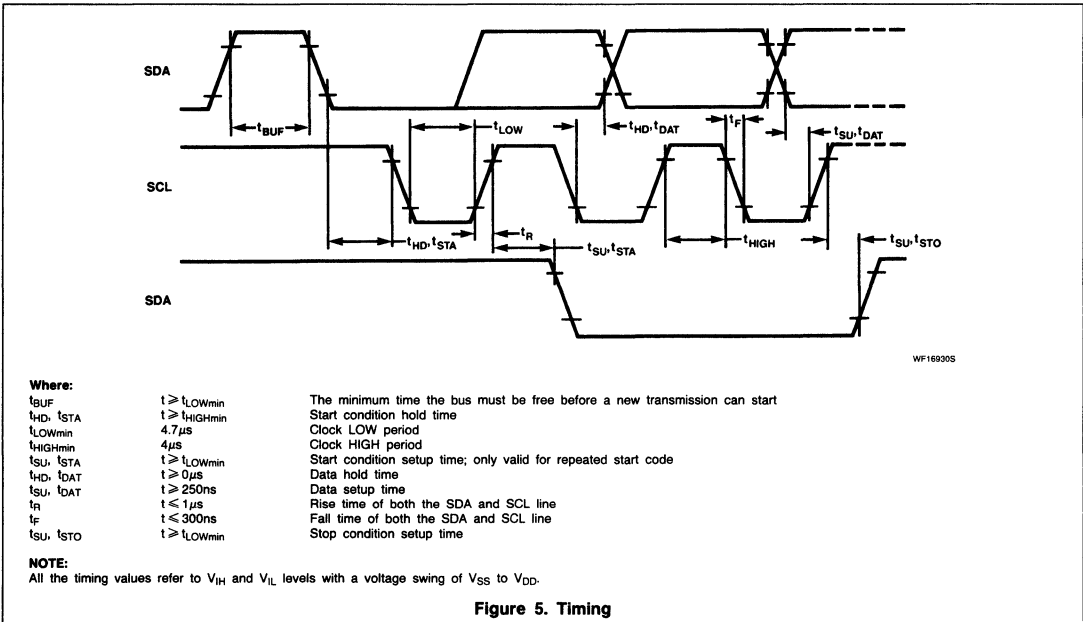 SDA
tBUF
tLOW
tHD,tDAT
tF
tSU,tDAT
SCL
tHD,tSTA
tR
tSU,tSTA
tHIGH
tSU,tSTO
SDA
WF16930S
Where:
tBUF t ≥ tLOWmin The minimum time the bus must be free before a new transmission can start
tHD, tSTA t ≥ tHIGHmin Start condition hold time
tLOWmin 4.7µs Clock LOW period
tHIGHmin 4µs Clock HIGH period
tSU, tSTA t ≥ tLOWmin Start condition setup time; only valid for repeated start code
tHD, tDAT t ≥ 0µs Data hold time
tSU, tDAT t ≥ 250ns Data setup time
tR t ≤ 1µs Rise time of both the SDA and SCL line
tF t ≤ 300ns Fall time of both the SDA and SCL line
tSU, tSTO t ≥ tLOWmin Stop condition setup time
NOTE:
All the timing values refer to VIH and VIL levels with a voltage swing of VSS to VDD.
Figure 5. Timing